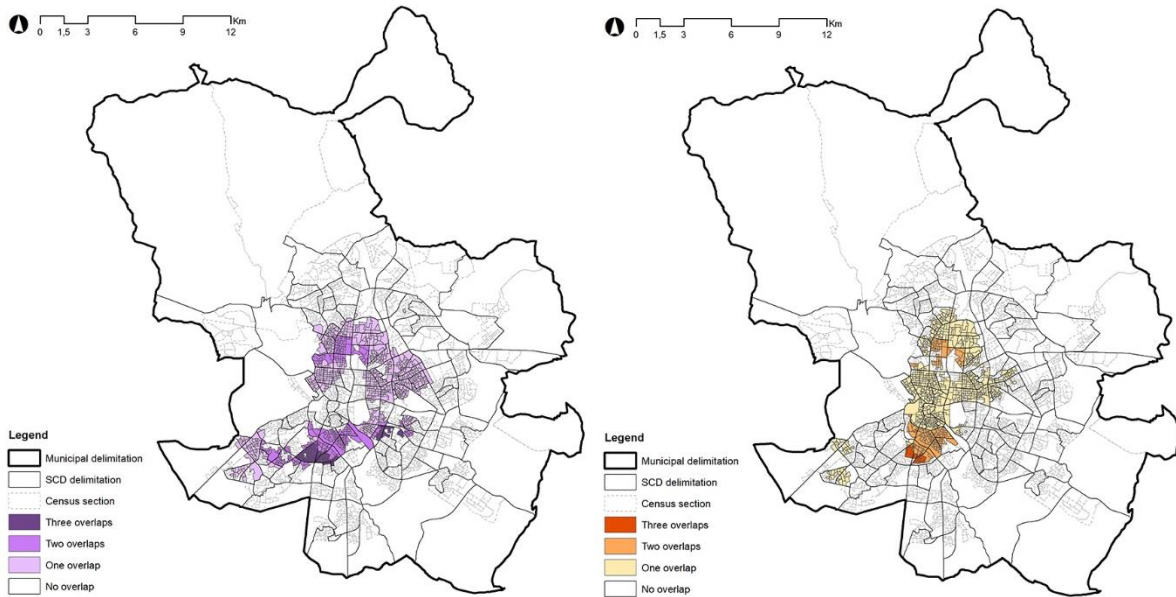 Km
0 1,5 3 6 9 12
Legend
Municipal delimitation
SCD delimitation
Census section
Three overlaps
Two overlaps
One overlap
No overlap
Km
0 1,5 3 6 9 12
Legend
Municipal delimitation
SCD delimitation
Census section
Three overlaps
Two overlaps
One overlap
No overlap